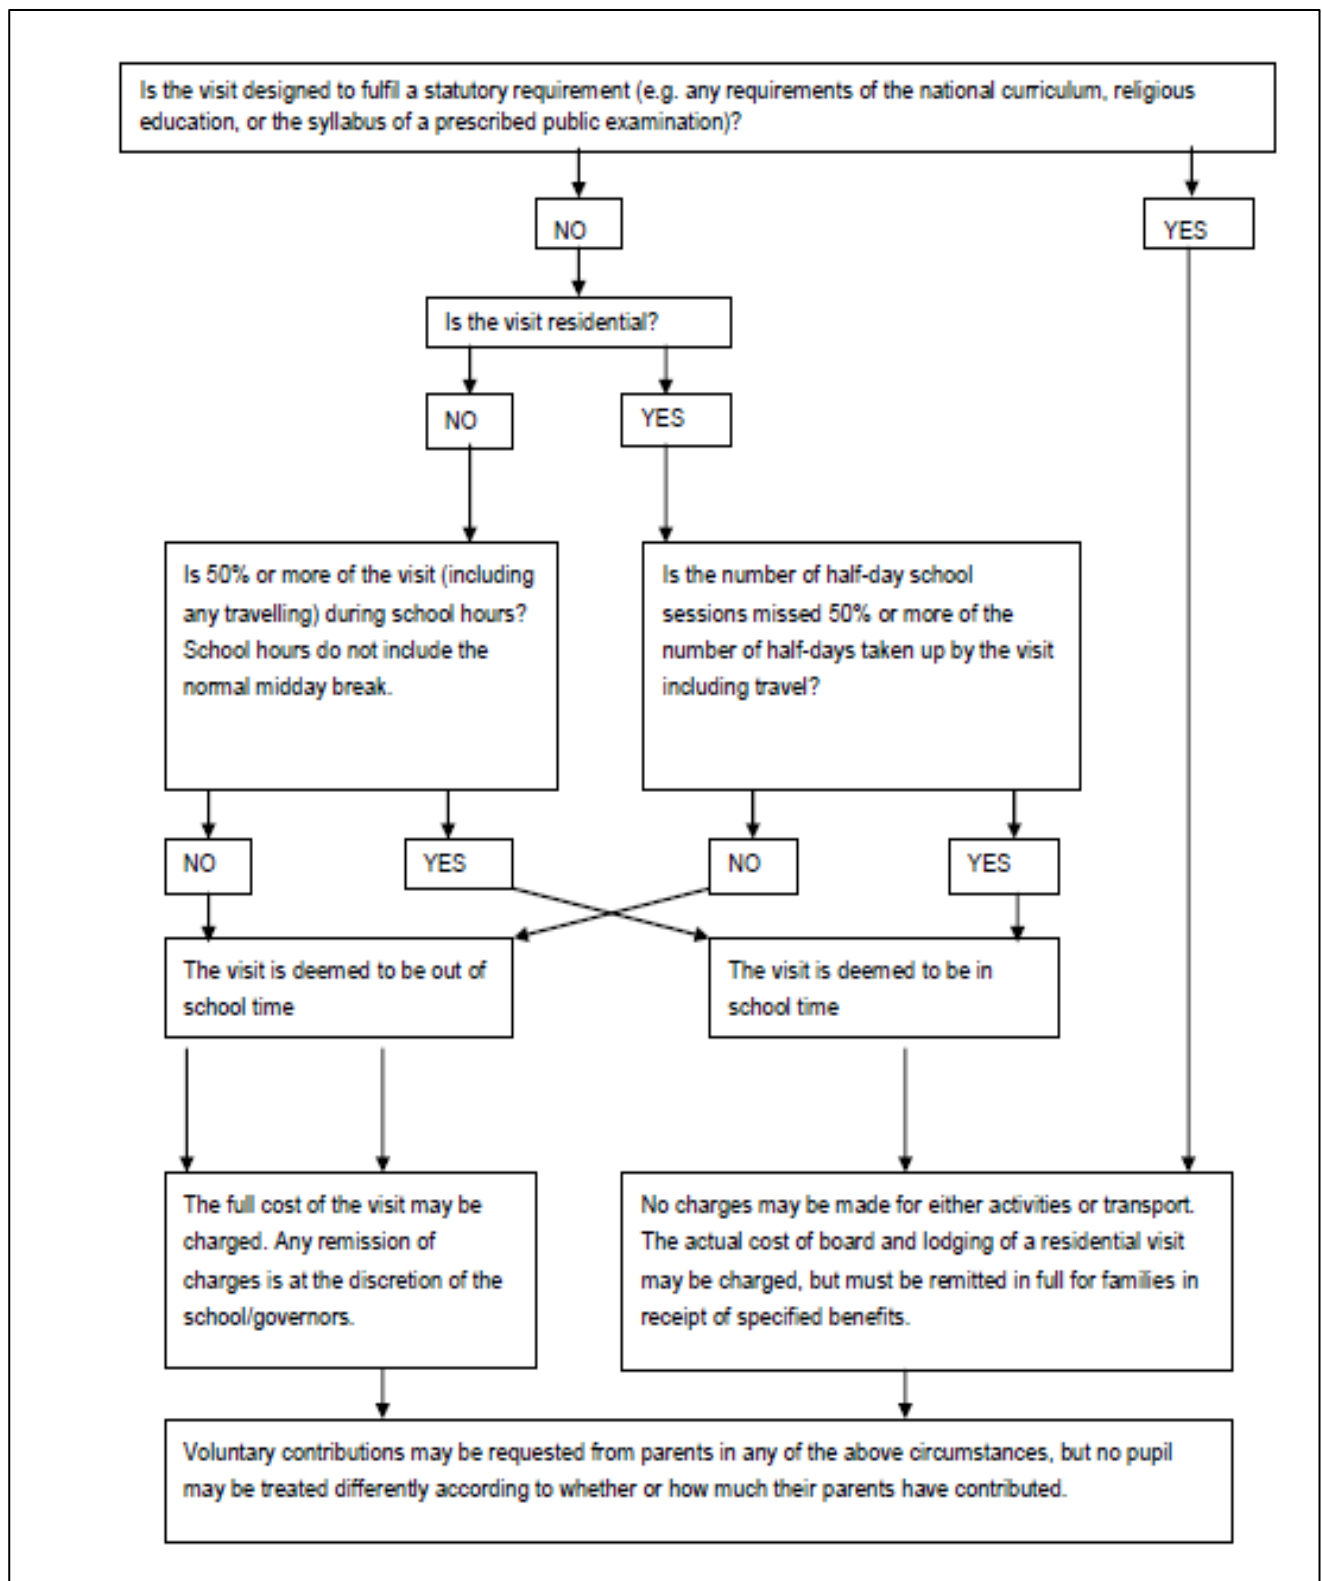 Is the visit designed to fulfil a statutory requirement (e.g. any requirements of the national curriculum, religious
education, or the syllabus of a prescribed public examination)?
NO
YES
Is the visit residential?
NO
YES
Is 50% or more of the visit (including
any travelling) during school hours?
School hours do not include the
normal midday break.
Is the number of half-day school
sessions missed 50% or more of the
number of half-days taken up by the visit
including travel?
NO
YES
NO
YES
The visit is deemed to be out of
school time
The visit is deemed to be in
school time
The full cost of the visit may be
charged. Any remission of
charges is at the discretion of the
school/governors.
No charges may be made for either activities or transport.
The actual cost of board and lodging of a residential visit
may be charged, but must be remitted in full for families in
receipt of specified benefits.
Voluntary contributions may be requested from parents in any of the above circumstances, but no pupil
may be treated differently according to whether or how much their parents have contributed.